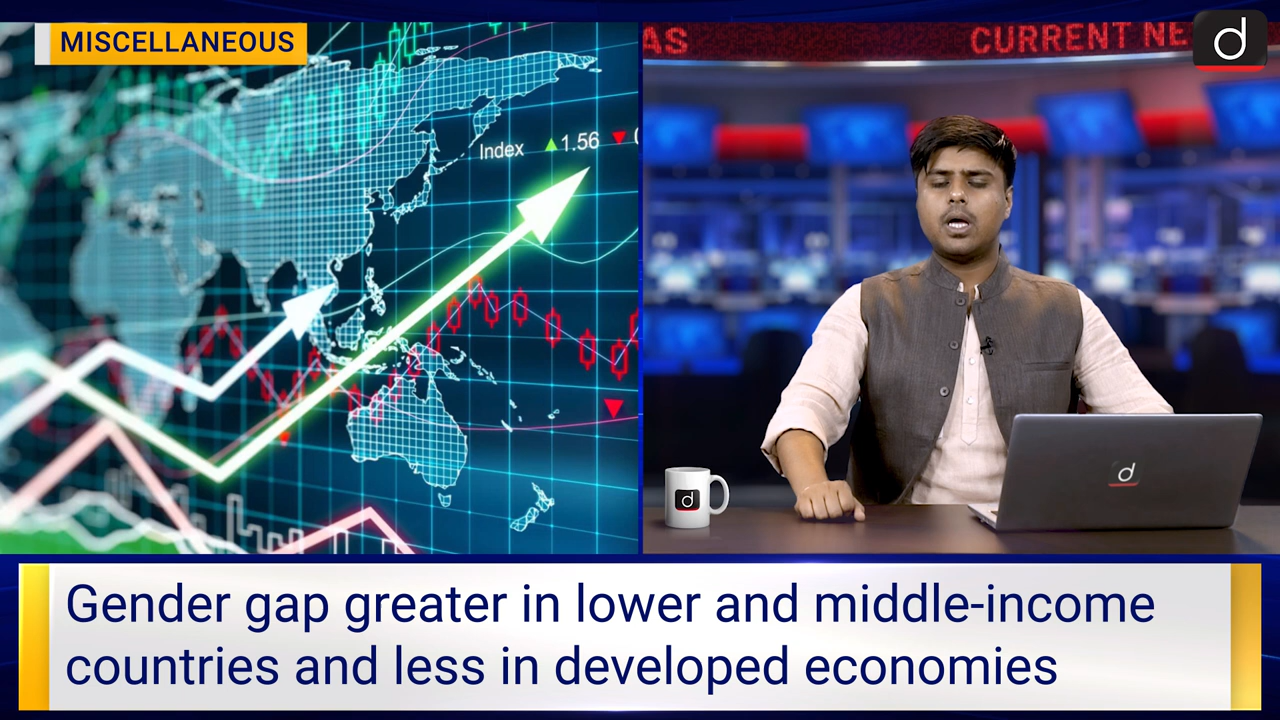 MISCELLANEOUS
AS
CURRENT NE
d
Index ▲1.56 ▼
d
d
Gender gap greater in lower and middle-income
countries and less in developed economies